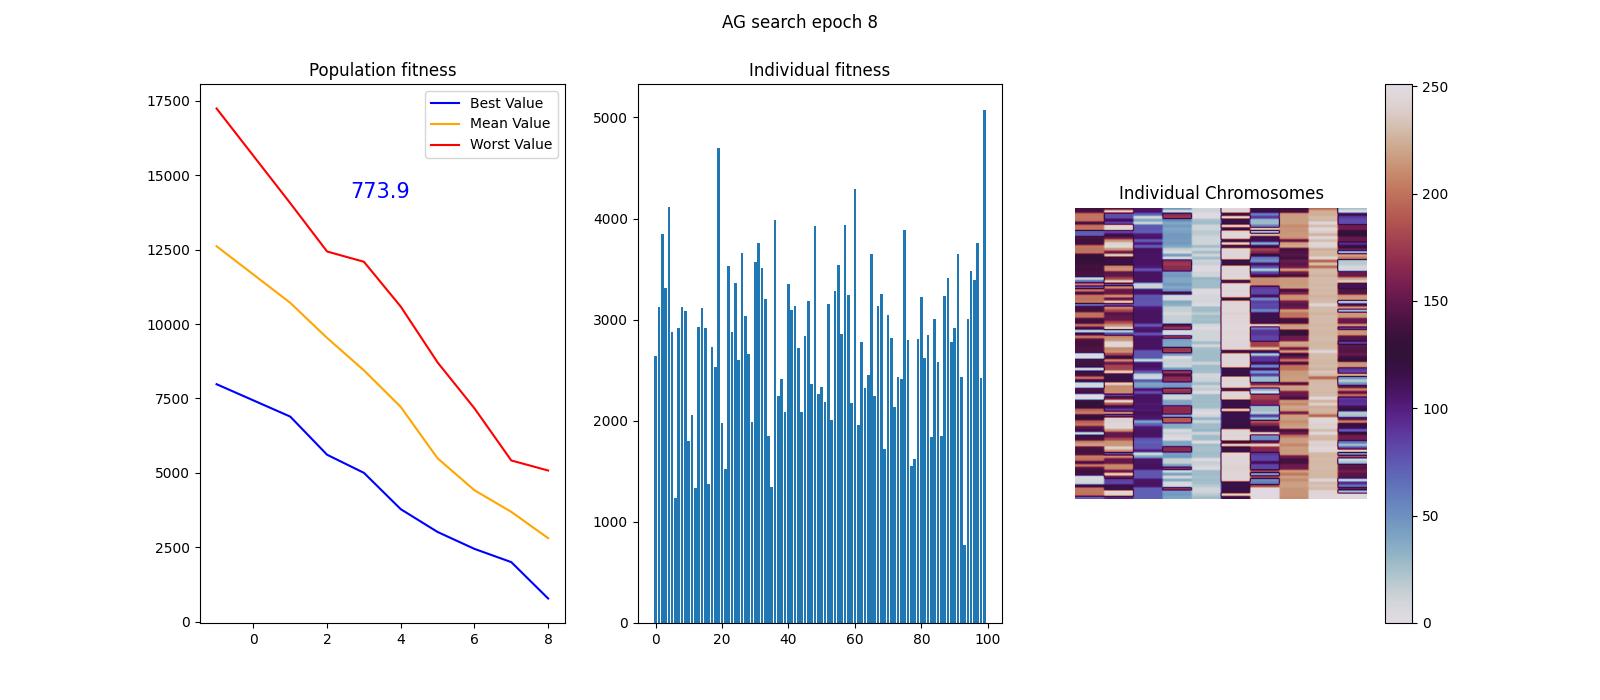 AG search epoch 8
Population fitness
17500
15000
12500
10000
7500
5000
2500
0
0 2 4 6 8
Best Value
Mean Value
Worst Value
773.9
Individual fitness
5000
4000
3000
2000
1000
0
0 20 40 60 80 100
Individual Chromosomes
250
200
150
100
50
0